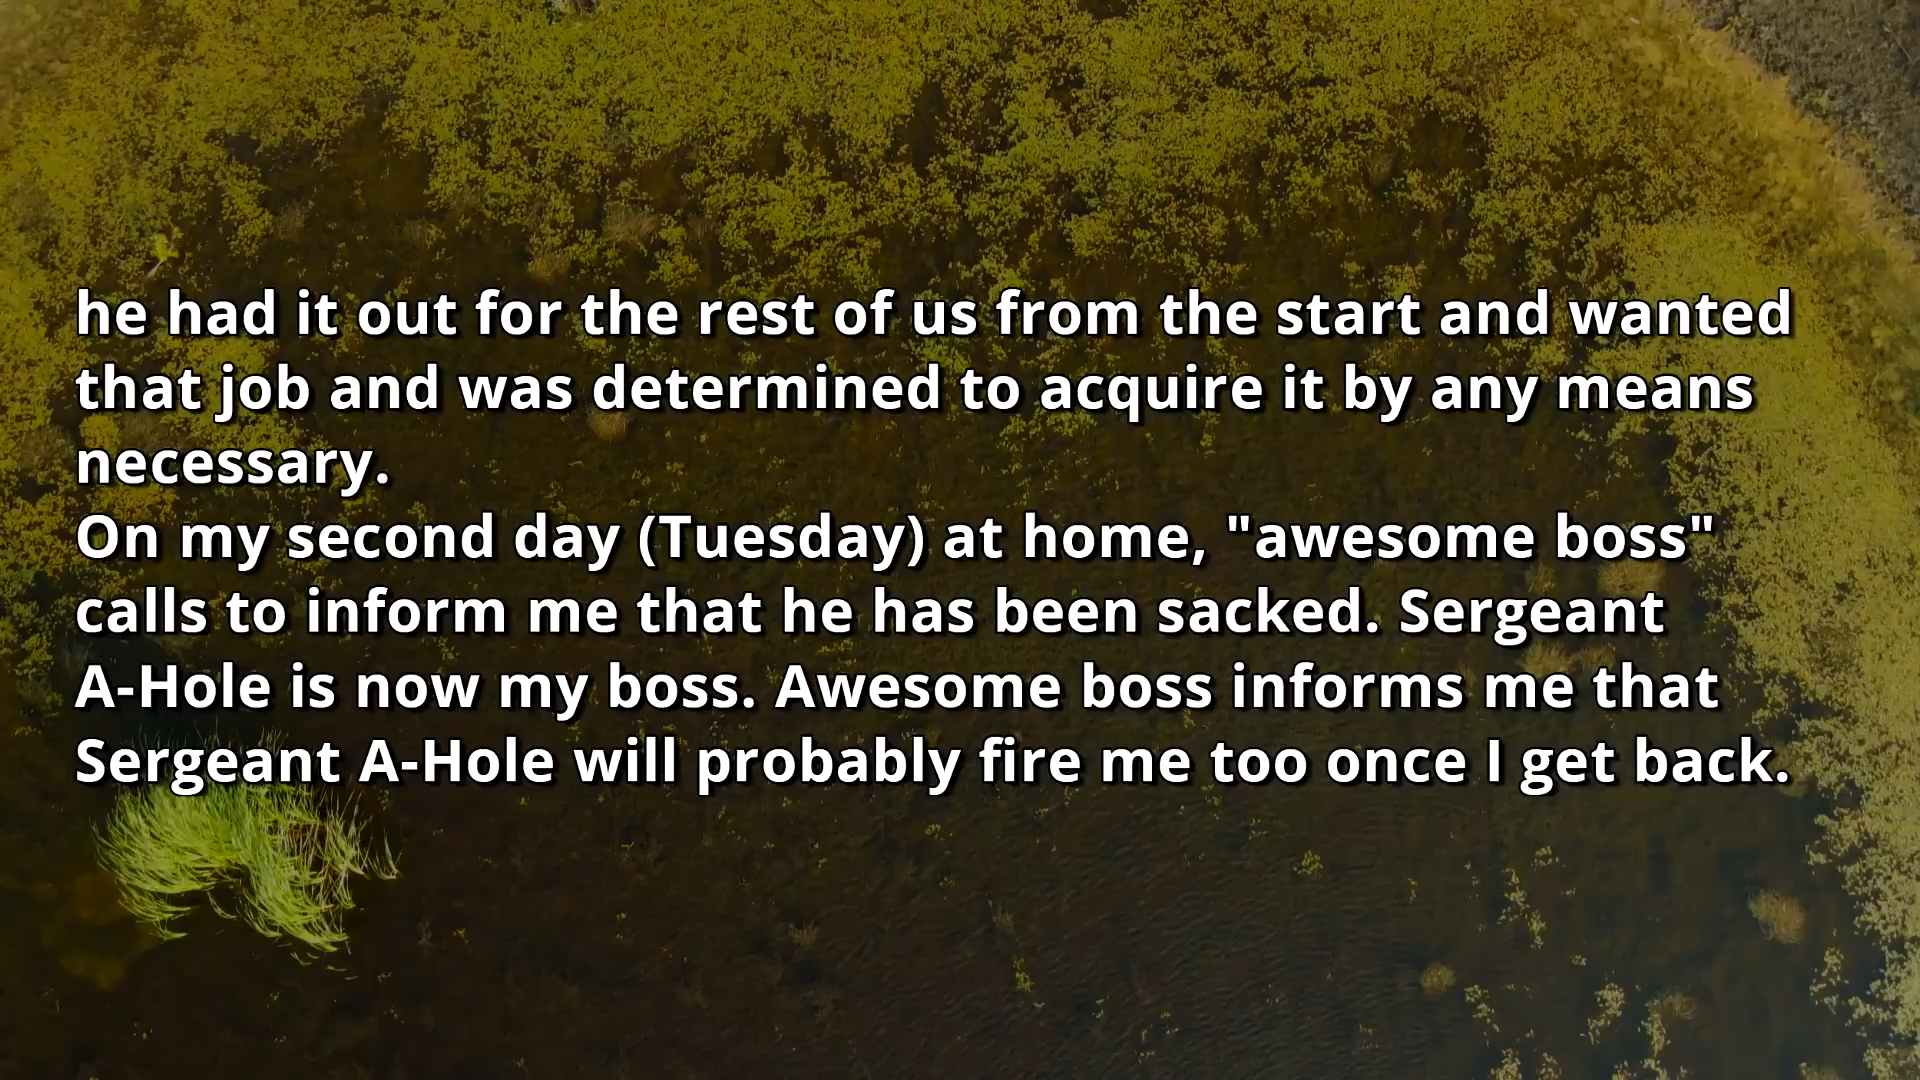 he had it out for the rest of us from the start and wanted
that job and was determined to acquire it by any means
necessary.
On my second day (Tuesday) at home, "awesome boss"
calls to inform me that he has been sacked. Sergeant
A-Hole is now my boss. Awesome boss informs me that
Sergeant A-Hole will probably fire me too once I get back.